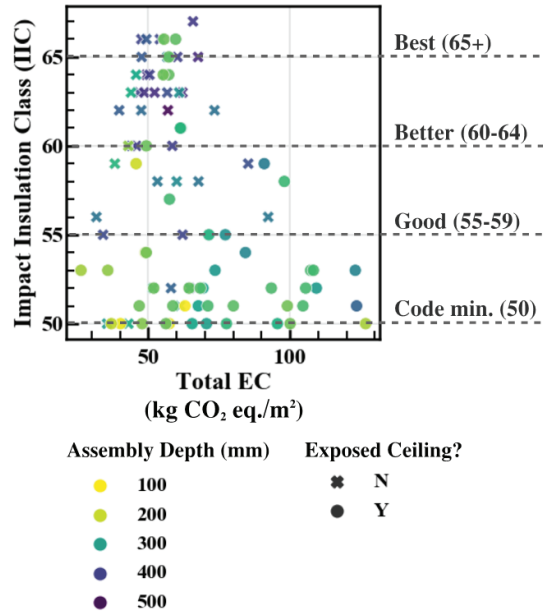 Impact Insulation Class (IIC)
65
60
55
50
Best (65+)
Better (60-64)
Good (55-59)
Code min. (50)
50
100
Total EC
(kg CO₂ eq./m²)
Assembly Depth (mm)
100
200
300
400
500
Exposed Ceiling?
N
Y